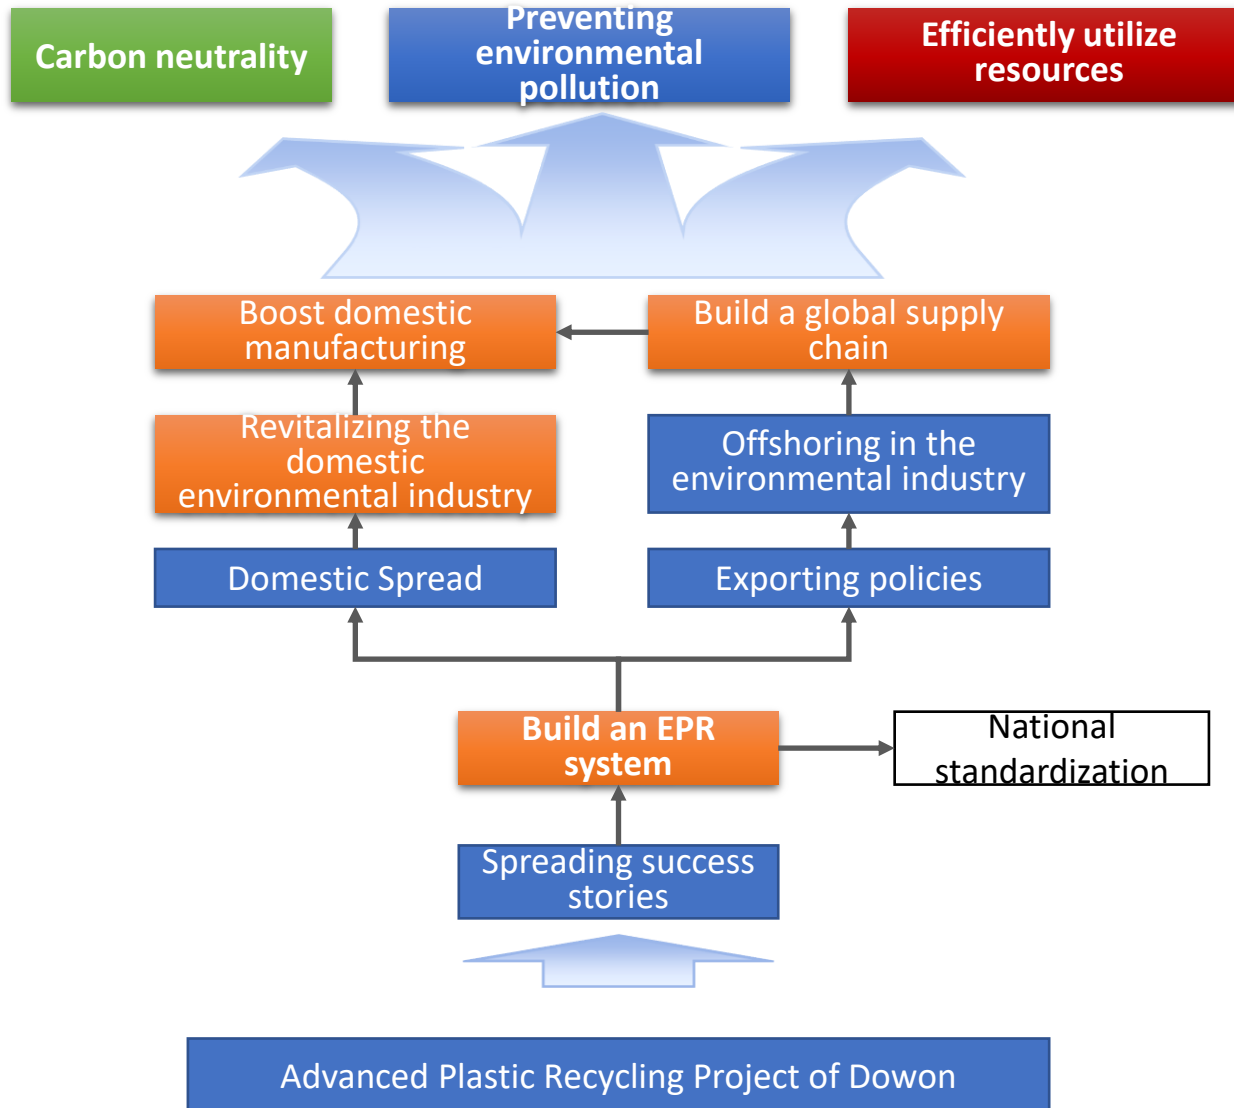 Carbon neutrality
Preventing
environmental
pollution
Efficiently utilize
resources
Boost domestic
manufacturing
Build a global supply
chain
Revitalizing the
domestic
environmental industry
Offshoring in the
environmental industry
Domestic Spread
Exporting policies
Build an EPR
system
National
standardization
Spreading success
stories
Advanced Plastic Recycling Project of Dowon